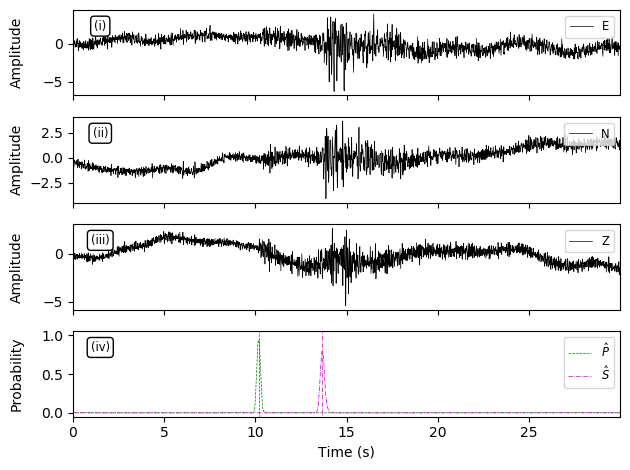 (i)
E
Amplitude
0
−5
(ii)
N
Amplitude
2.5
0.0
−2.5
(iii)
Z
Amplitude
0
−5
(iv)
P̂
Ŝ
Probability
1.0
0.5
0.0
0 5 10 15 20 25
Time (s)